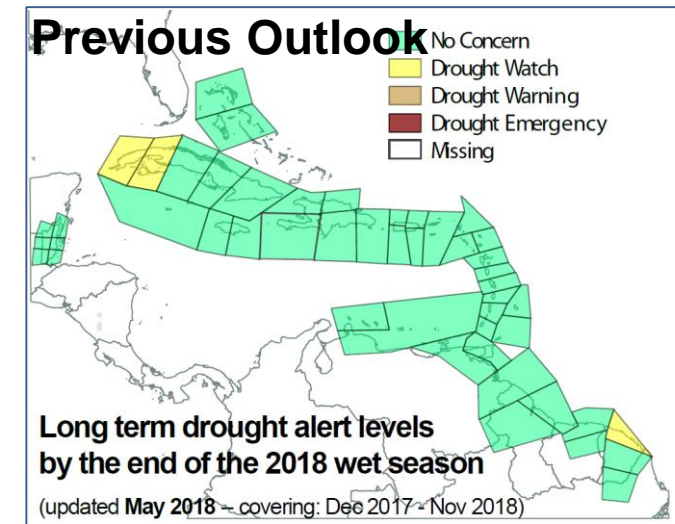 Previous Outlook
No Concern
Drought Watch
Drought Warning
Drought Emergency
Missing
Long term drought alert levels
by the end of the 2018 wet season
(updated May 2018 – covering: Dec 2017 - Nov 2018)